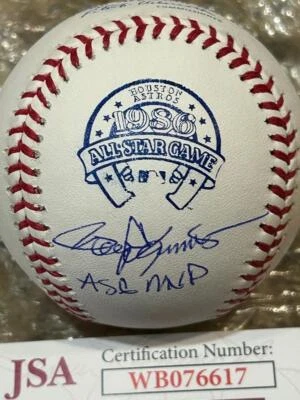 HOUSTON
ASTROS
1986
ALL-STAR GAME
ASG MVP
JSA
Certification Number:
WB076617